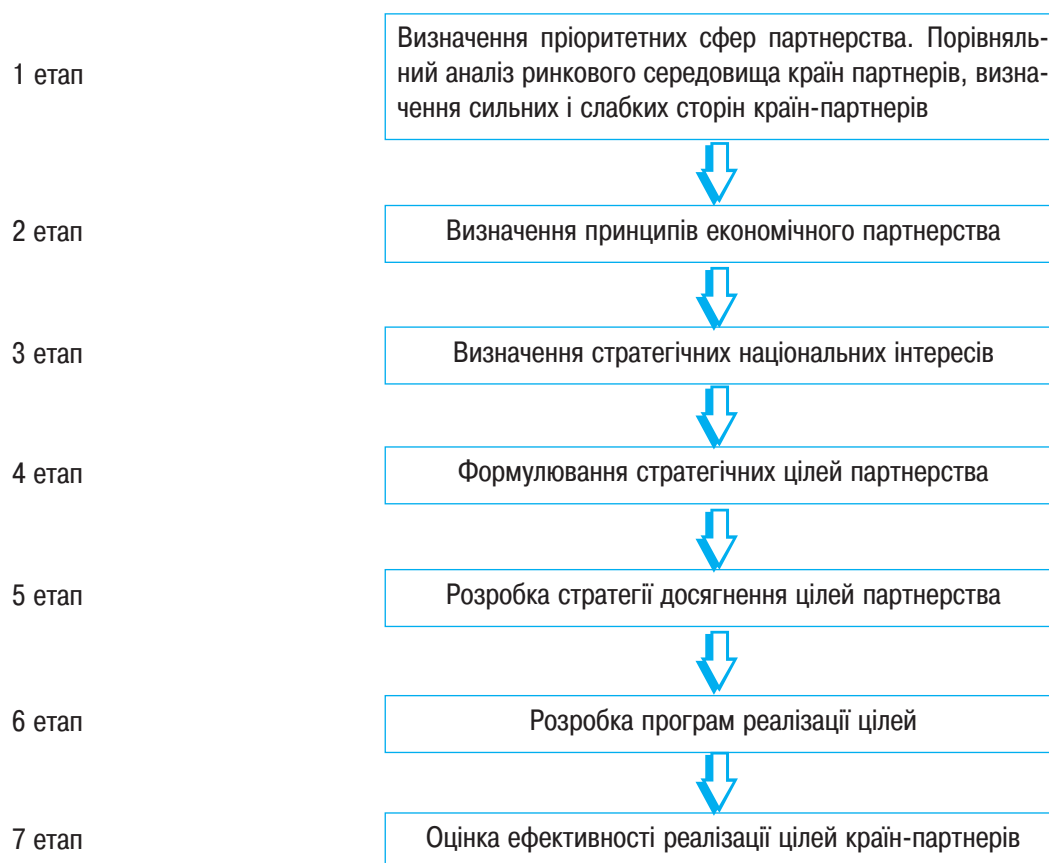 1 етап
Визначення пріоритетних сфер партнерства. Порівняль-
ний аналіз ринкового середовища країн партнерів, визна-
чення сильних і слабких сторін країн-партнерів
2 етап
Визначення принципів економічного партнерства
3 етап
Визначення стратегічних національних інтересів
4 етап
Формулювання стратегічних цілей партнерства
5 етап
Розробка стратегії досягнення цілей партнерства
6 етап
Розробка програм реалізації цілей
7 етап
Оцінка ефективності реалізації цілей країн-партнерів